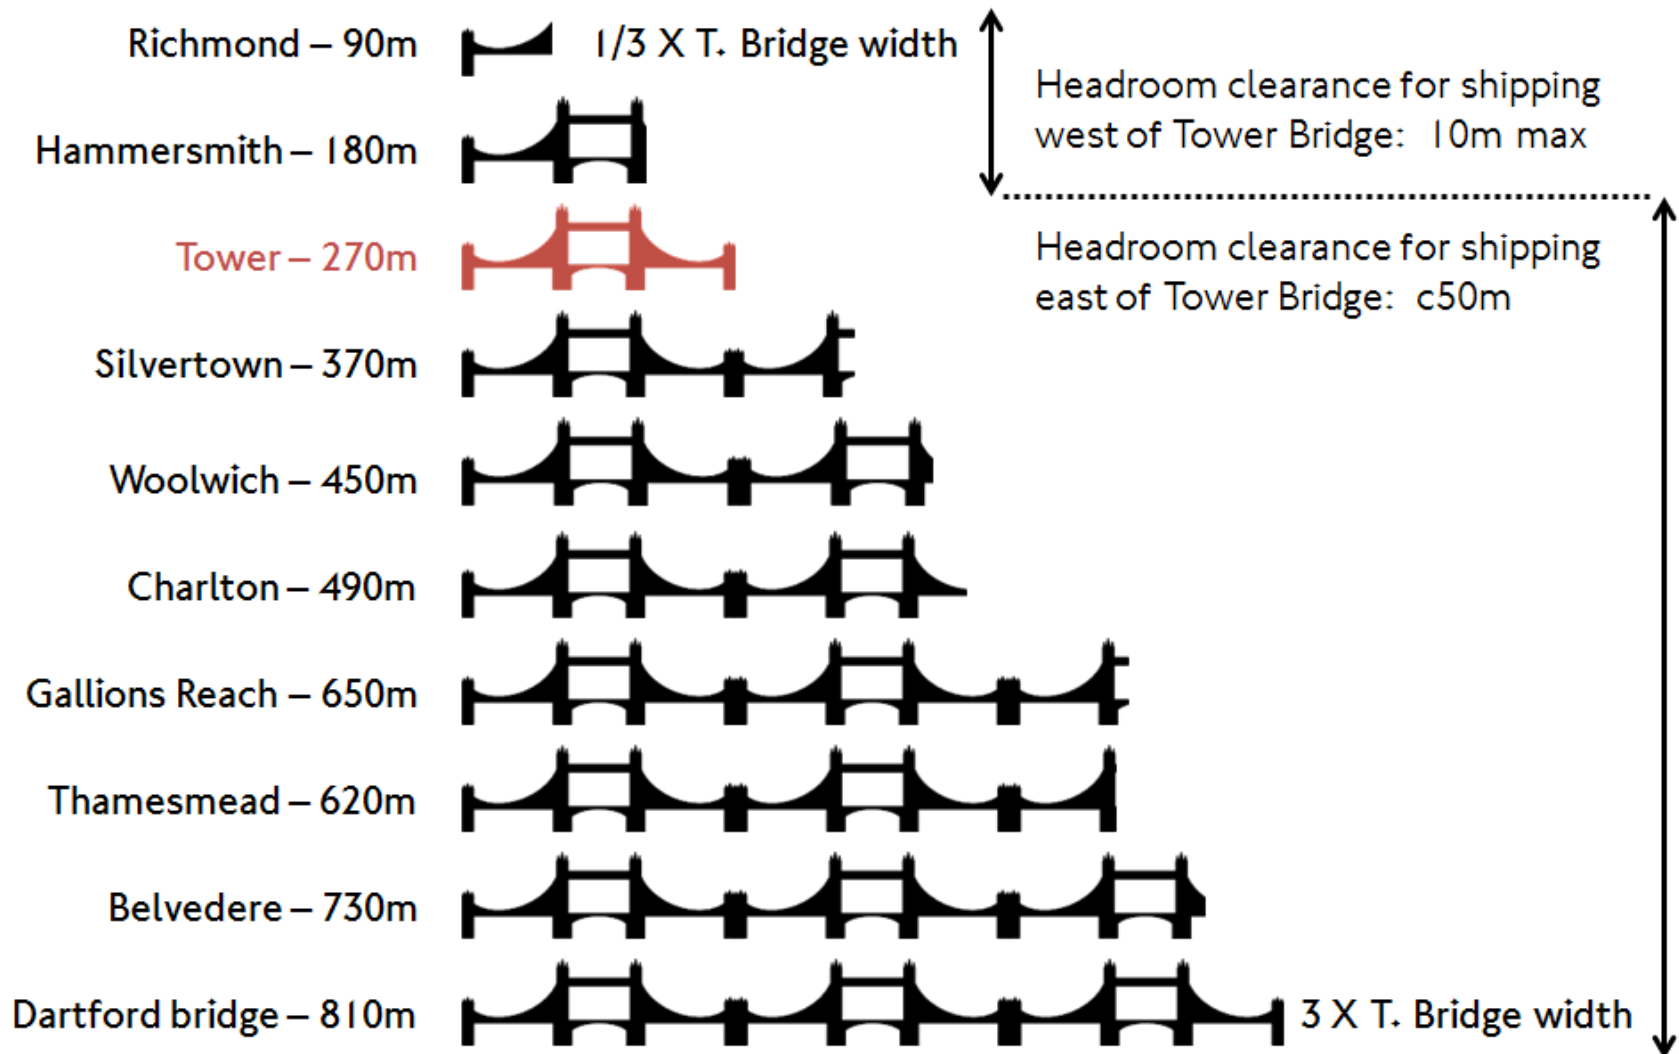 Richmond – 90m
1/3 X T. Bridge width
Headroom clearance for shipping
west of Tower Bridge: 10m max
Hammersmith – 180m
Tower – 270m
Headroom clearance for shipping
east of Tower Bridge: c50m
Silvertown – 370m
Woolwich – 450m
Charlton – 490m
Gallions Reach – 650m
Thamesmead – 620m
Belvedere – 730m
Dartford bridge – 810m
3 X T. Bridge width